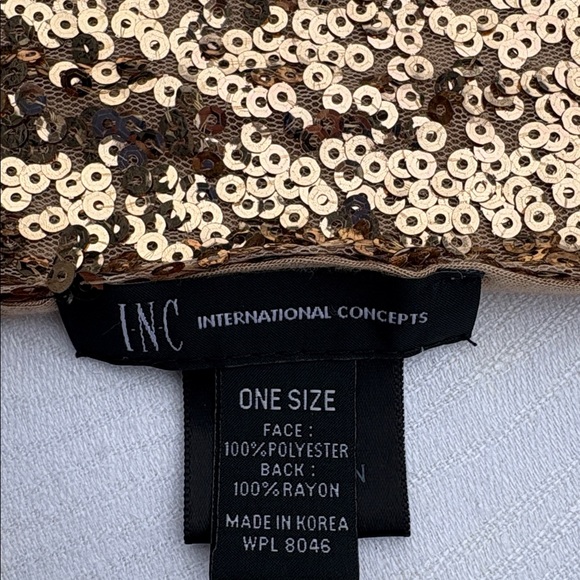 I·N·C INTERNATIONAL CONCEPTS
ONE SIZE
FACE :
100%POLYESTER
BACK :
100%RAYON
MADE IN KOREA
WPL 8046
N